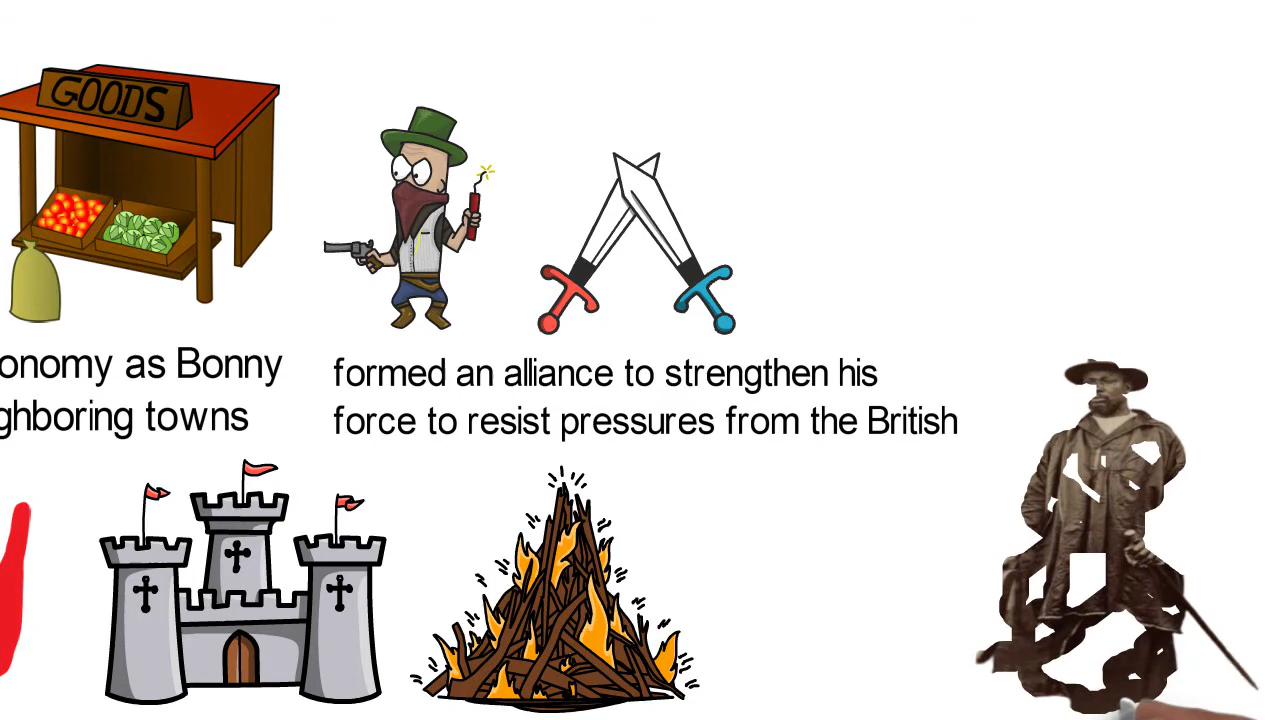 GOODS
onomy as Bonny
ghboring towns
formed an alliance to strengthen his
force to resist pressures from the British